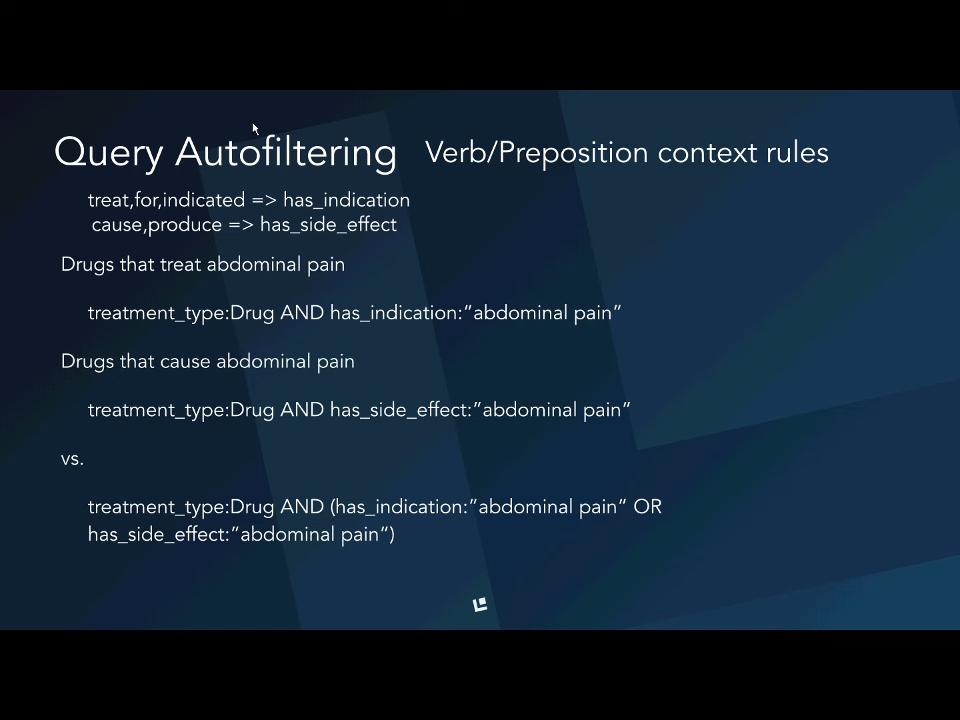 Query Autofiltering Verb/Preposition context rules
treat,for,indicated => has_indication
cause,produce => has_side_effect
Drugs that treat abdominal pain
treatment_type:Drug AND has_indication:”abdominal pain”
Drugs that cause abdominal pain
treatment_type:Drug AND has_side_effect:”abdominal pain”
vs.
treatment_type:Drug AND (has_indication:”abdominal pain” OR
has_side_effect:”abdominal pain”)